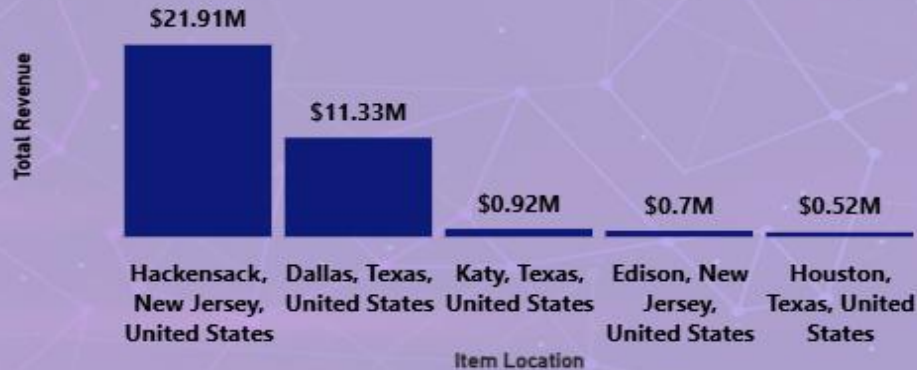 $21.91M
Total Revenue
$11.33M
$0.92M
$0.7M
$0.52M
Hackensack,
New Jersey,
United States
Dallas, Texas,
United States
Katy, Texas,
United States
Edison, New
Jersey,
United States
Houston,
Texas, United
States
Item Location